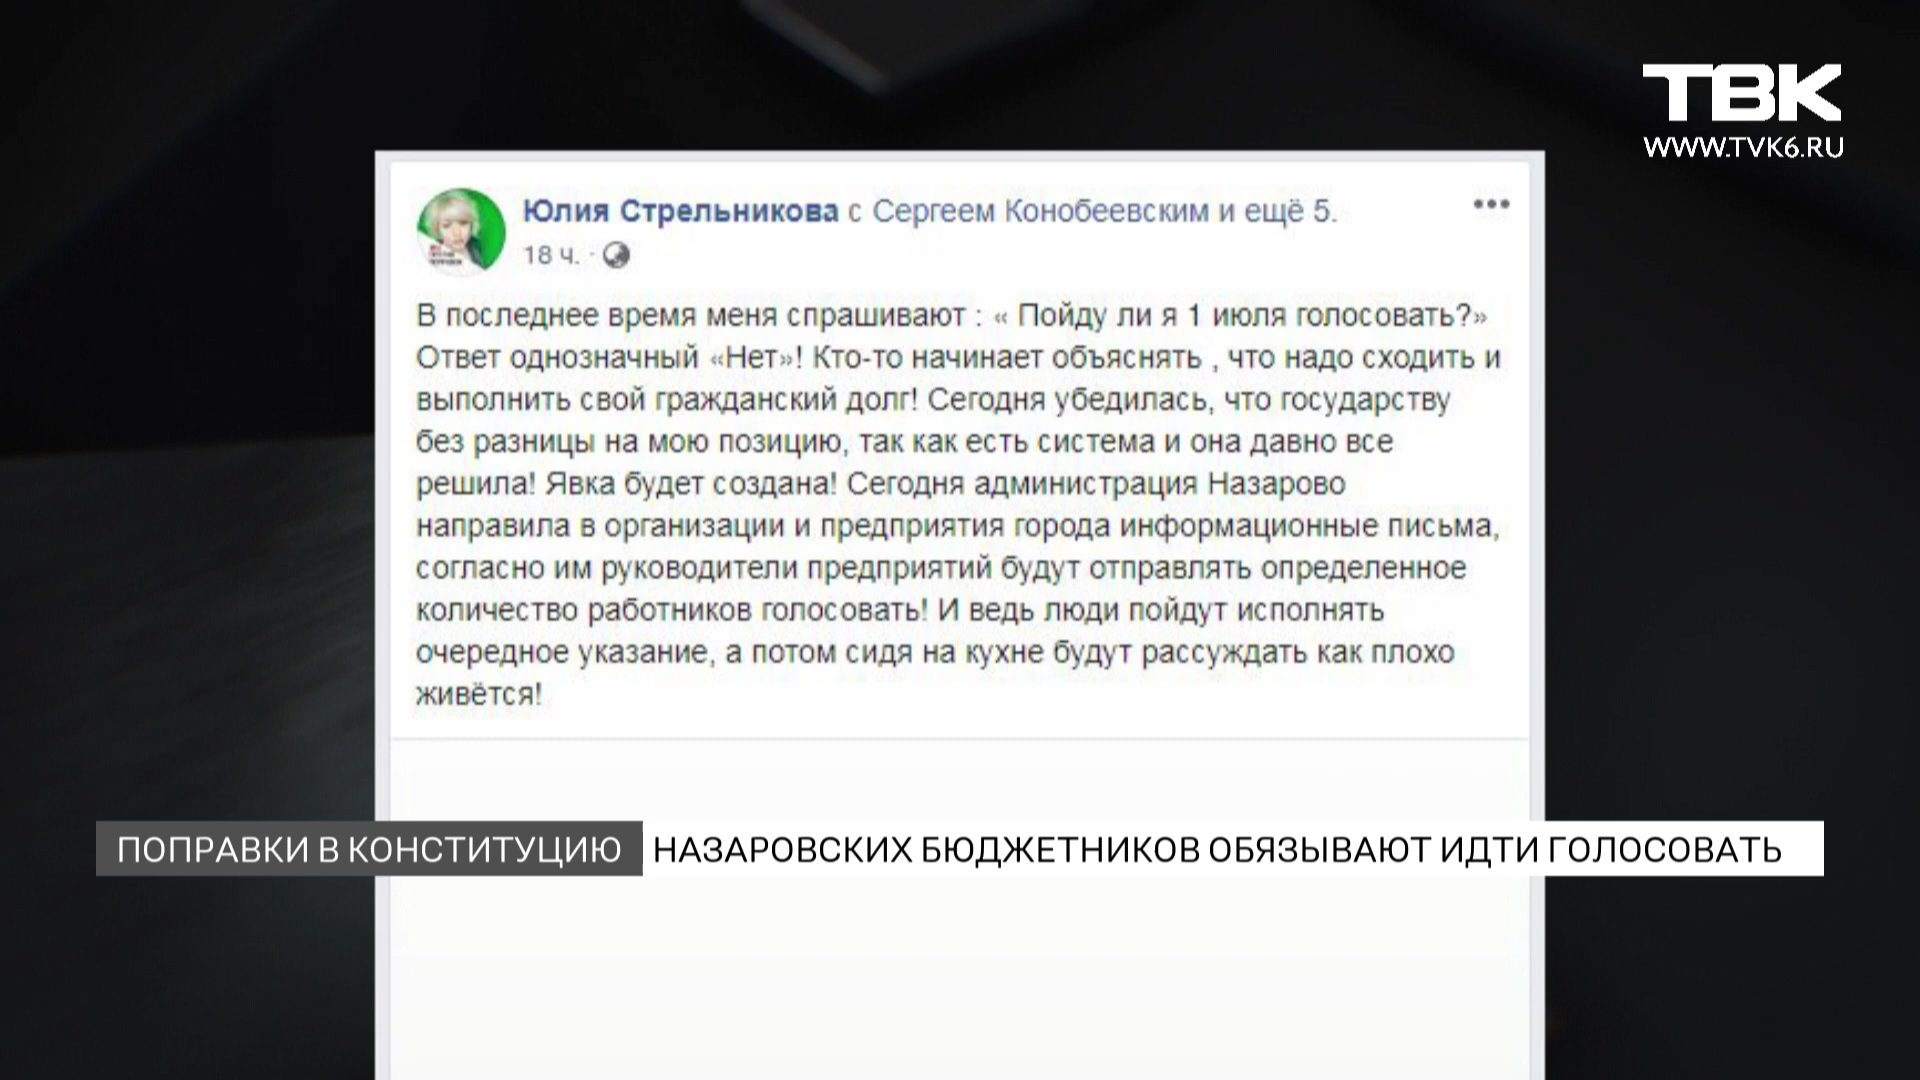 ТВК
WWW.TVK6.RU
Юлия Стрельникова с Сергеем Конобеевским и ещё 5.
18 ч. ·
В последнее время меня спрашивают : « Пойду ли я 1 июля голосовать?»
Ответ однозначный «Нет»! Кто-то начинает объяснять , что надо сходить и
выполнить свой гражданский долг! Сегодня убедилась, что государству
без разницы на мою позицию, так как есть система и она давно все
решила! Явка будет создана! Сегодня администрация Назарово
направила в организации и предприятия города информационные письма,
согласно им руководители предприятий будут отправлять определенное
количество работников голосовать! И ведь люди пойдут исполнять
очередное указание, а потом сидя на кухне будут рассуждать как плохо
живётся!
ПОПРАВКИ В КОНСТИТУЦИЮ НАЗАРОВСКИХ БЮДЖЕТНИКОВ ОБЯЗЫВАЮТ ИДТИ ГОЛОСОВАТЬ